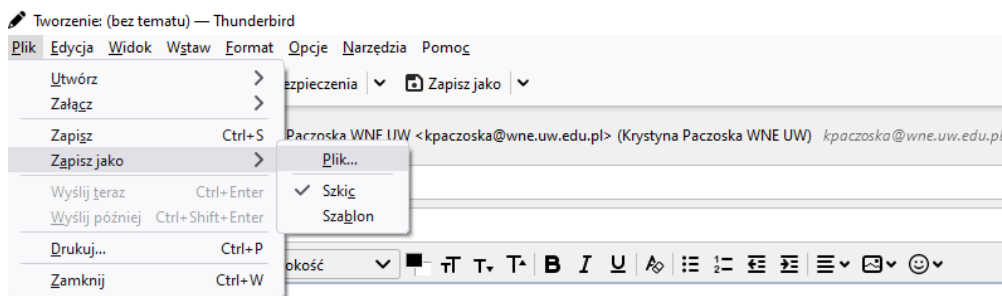 Tworzenie: (bez tematu) — Thunderbird
Plik Edycja Widok Wstaw Format Opcje Narzędzia Pomoc
Utwórz
ezpieczenia Zapisz jako
Załącz
Zapisz Ctrl+S
Paczoska WNE UW <kpaczoska@wne.uw.edu.pl> (Krystyna Paczoska WNE UW) kpaczoska@wne.uw.edu.pl
Zapisz jako Plik...
Wyślij teraz Ctrl+Enter Szkic
Wyślij później Ctrl+Shift+Enter Szablon
Drukuj... Ctrl+P
okość
Zamknij Ctrl+W